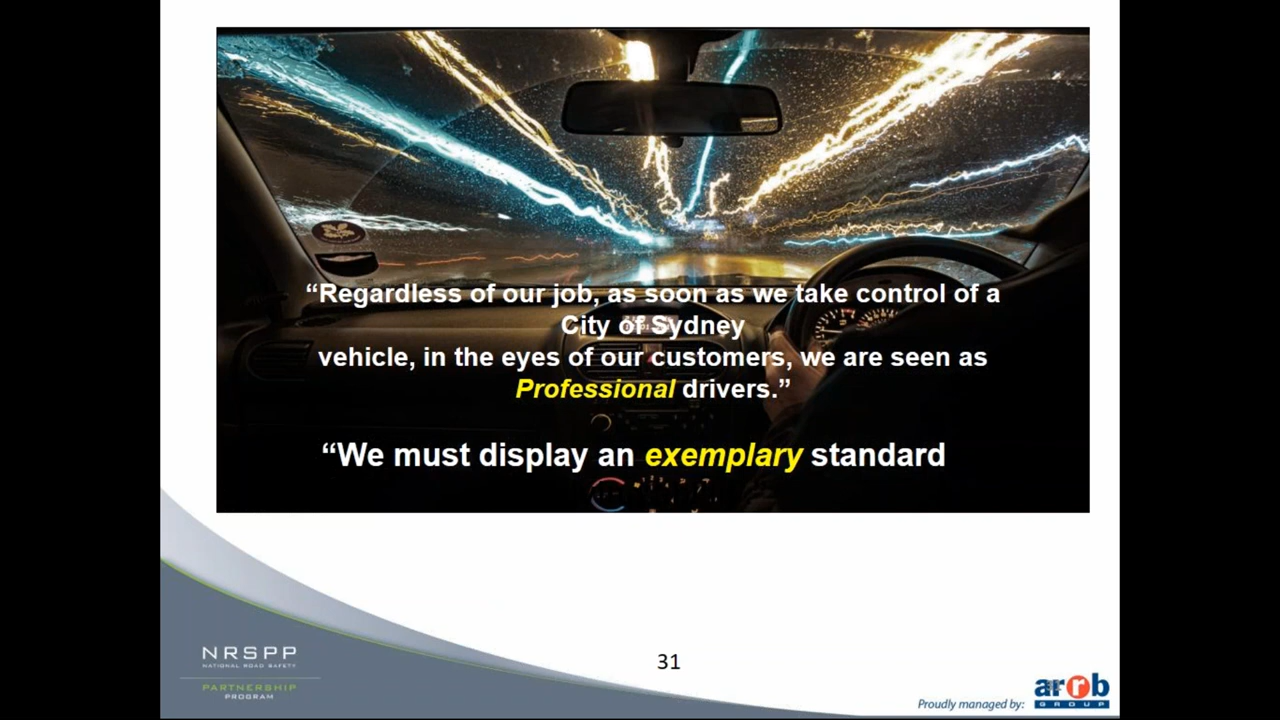 “Regardless of our job, as soon as we take control of a
City of Sydney
vehicle, in the eyes of our customers, we are seen as
Professional drivers.”
“We must display an exemplary standard
NRSPP
NATIONAL ROAD SAFETY
PARTNERSHIP
PROGRAM
31
Proudly managed by:
arrb
GROUP